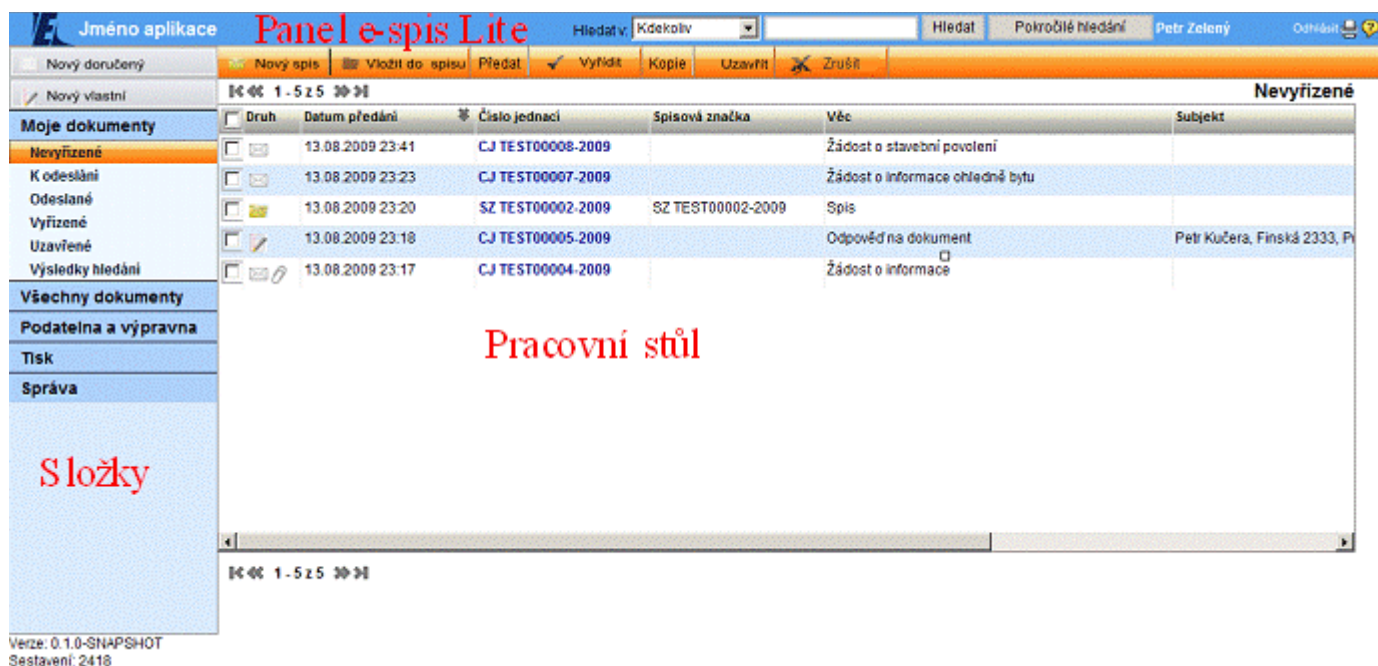 Jméno aplikace Panel e-spis Lite Hledat v: Kdekoliv Hledat Pokročilé hledání Petr Zelený Odhlásit
Nový doručený Nový spis Vložit do spisu Předat Vyřídit Kopie Uzavřít Zrušit
Nový vlastní 1 - 5 z 5 Nevyřízené
Moje dokumenty Druh Datum předání Číslo jednací Spisová značka Věc Subjekt
Nevyřízené 13.08.2009 23:41 CJ TEST00008-2009 Žádost o stavební povolení
K odeslání 13.08.2009 23:23 CJ TEST00007-2009 Žádost o informace ohledně bytu
Odeslané 13.08.2009 23:20 SZ TEST00002-2009 SZ TEST00002-2009 Spis
Vyřízené
Uzavřené 13.08.2009 23:18 CJ TEST00005-2009 Odpověď na dokument Petr Kučera, Finská 2333,
Výsledky hledání 13.08.2009 23:17 CJ TEST00004-2009 Žádost o informace
Všechny dokumenty
Podatelna a výpravna
Tisk
Pracovní stůl
Správa
Složky
1 - 5 z 5
Verze: 0.1.0-SNAPSHOT
Sestavení: 2418